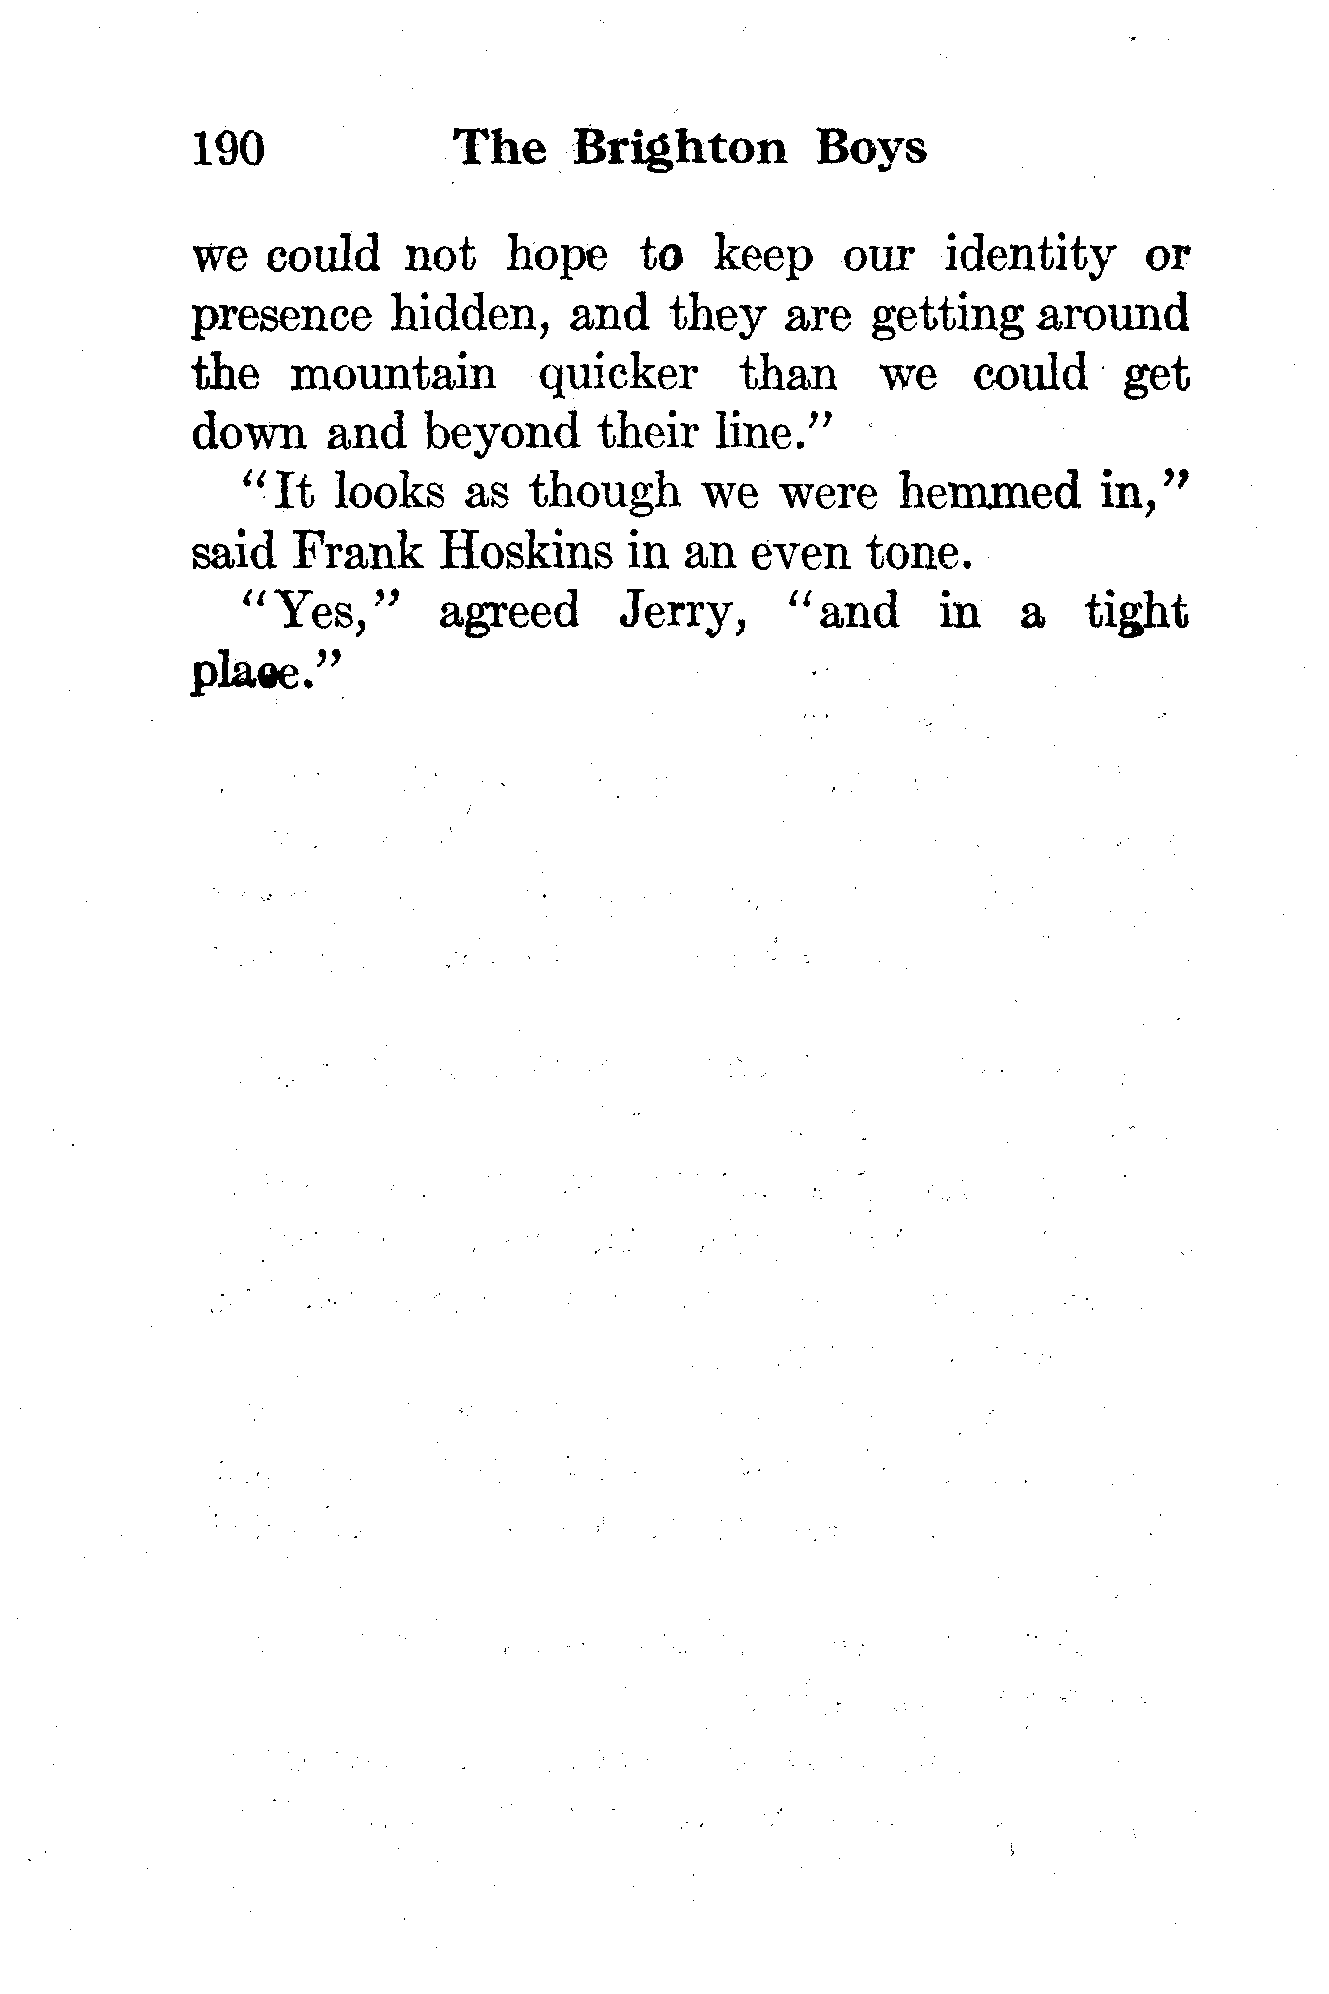 190 The Brighton Boys
we could not hope to keep our identity or
presence hidden, and they are getting around
the mountain quicker than we could get
down and beyond their line."
"It looks as though we were hemmed in,"
said Frank Hoskins in an even tone.
"Yes," agreed Jerry, "and in a tight
place."